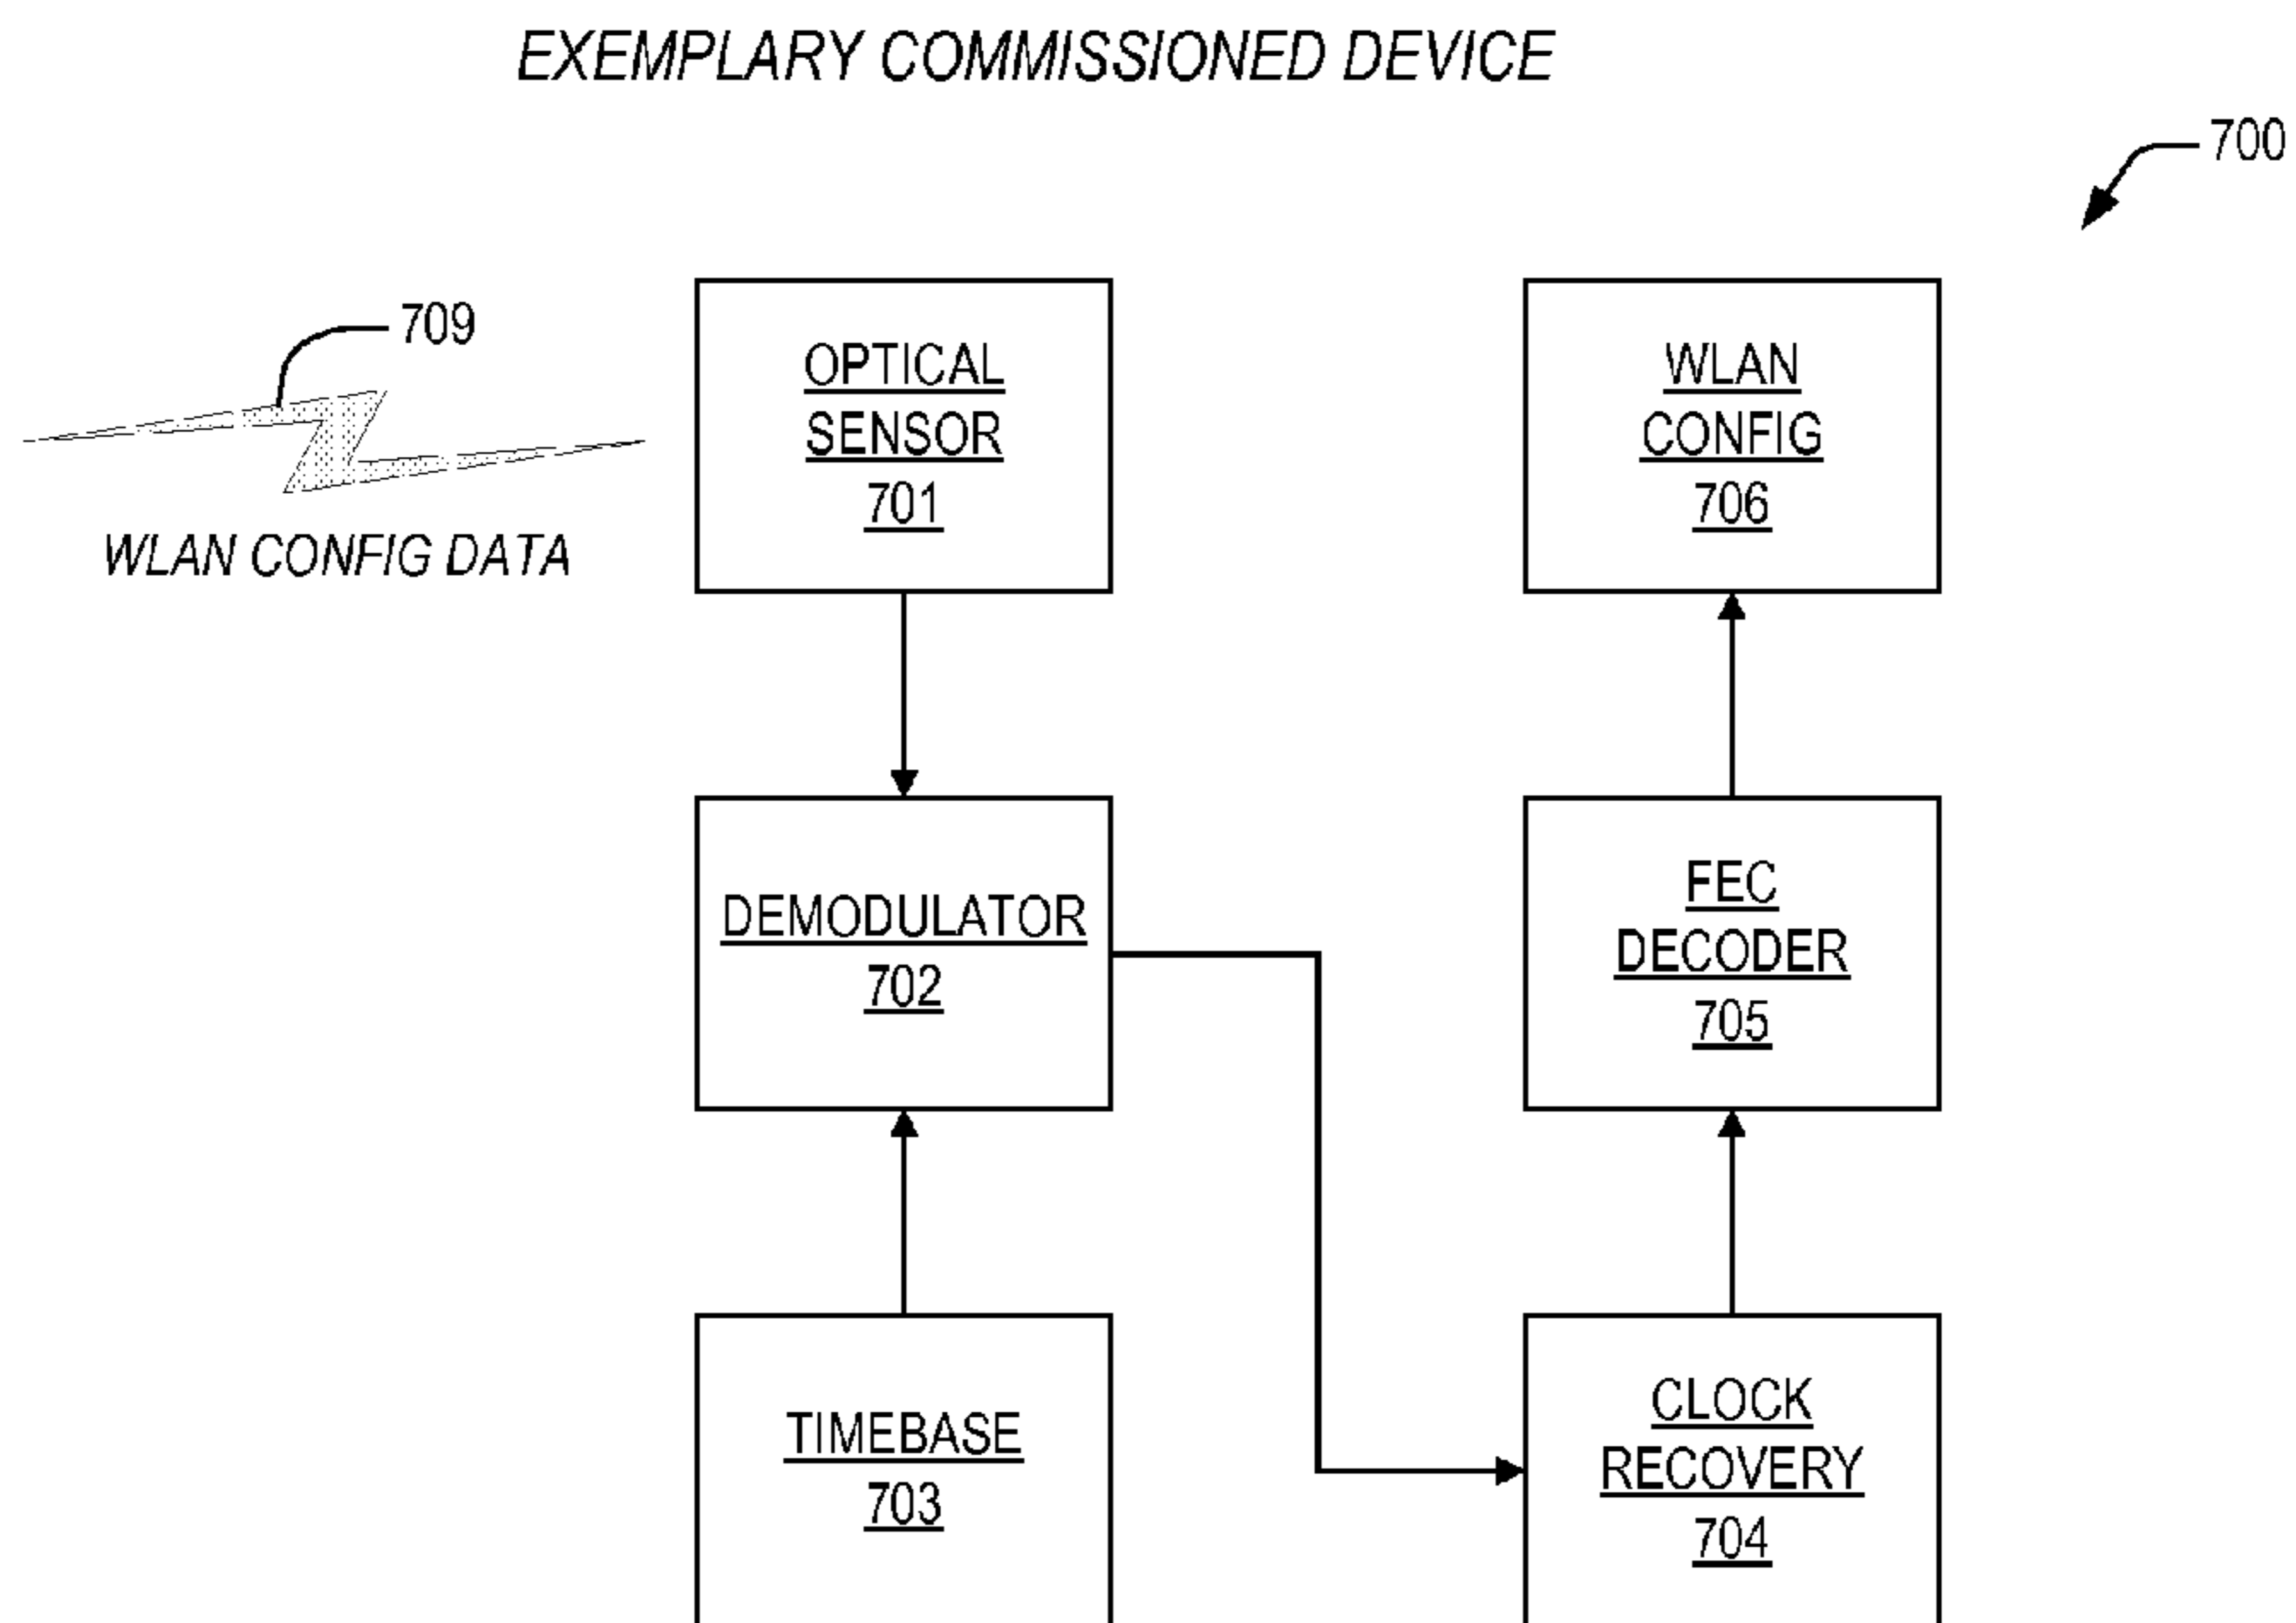 EXEMPLARY COMMISSIONED DEVICE
700
709
WLAN CONFIG DATA
OPTICAL
SENSOR
701
WLAN
CONFIG
706
DEMODULATOR
702
FEC
DECODER
705
TIMEBASE
703
CLOCK
RECOVERY
704